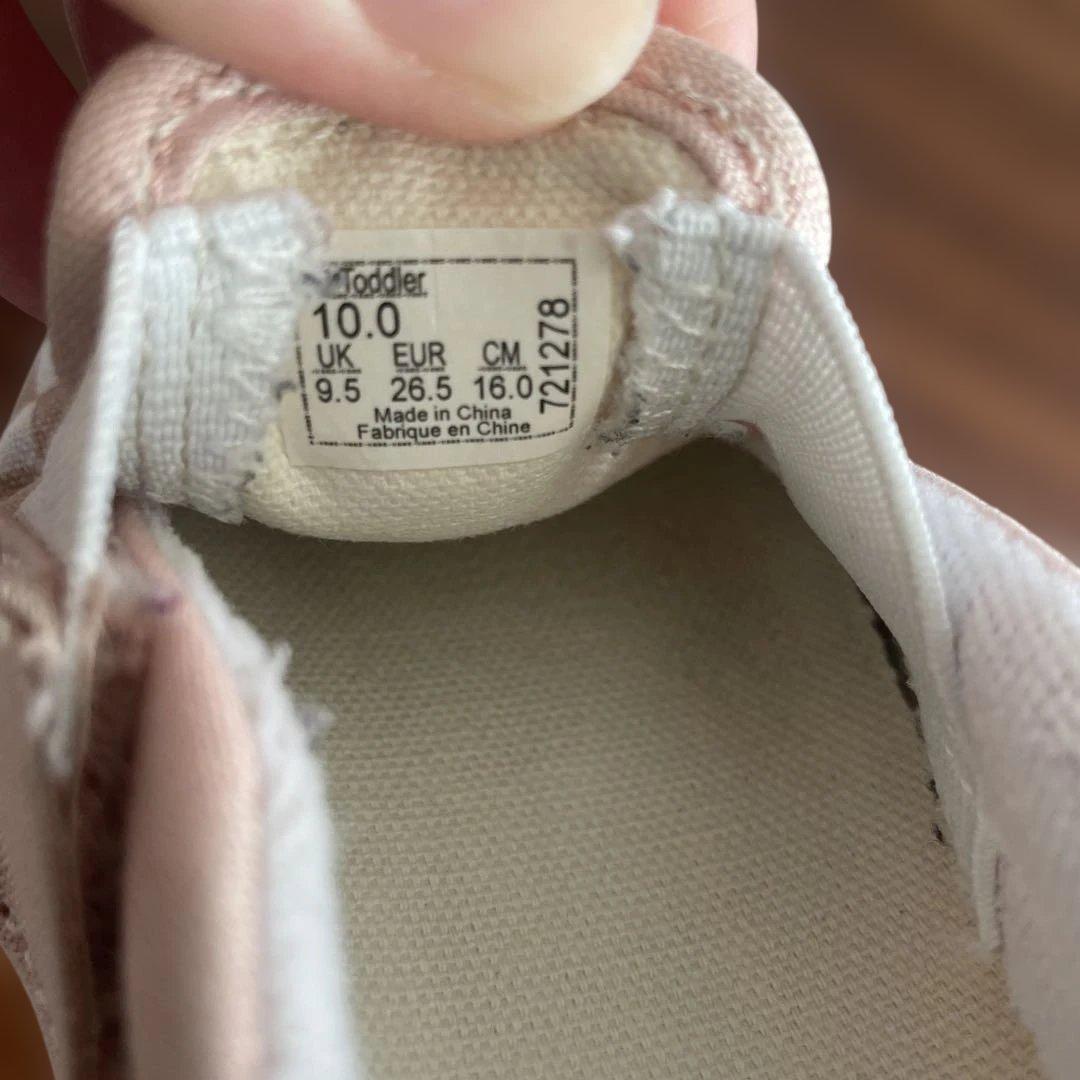 Toddler
10.0
UK EUR CM
9.5 26.5 16.0
Made in China
Fabrique en Chine
721278